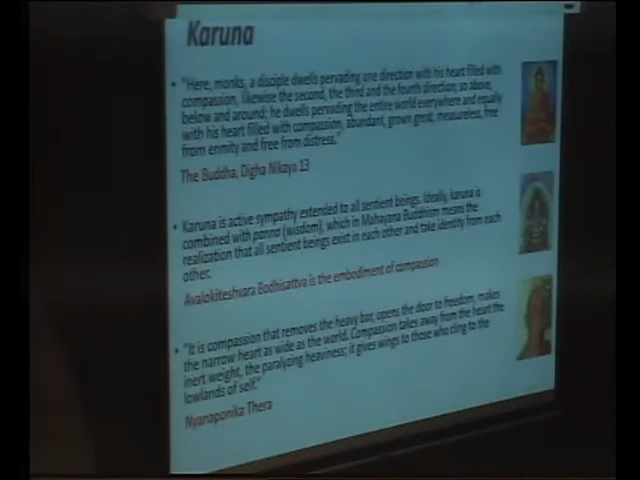 Karuna
• "Here, monks, a disciple dwells pervading one direction with his heart filled with
compassion, likewise the second, the third and the fourth direction; so above,
below and around; he dwells pervading the entire world everywhere and equally
with his heart filled with compassion, abundant, grown great, measureless, free
from enmity and free from distress."
The Buddha, Digha Nikaya 13
• Karuna is active sympathy extended to all sentient beings. Ideally, karuna is
combined with panna (wisdom), which in Mahayana Buddhism means the
realization that all sentient beings exist in each other and take identity from each
other.
Avalokiteshvara Bodhisattva is the embodiment of compassion
• "It is compassion that removes the heavy bar, opens the door to freedom, makes
the narrow heart as wide as the world. Compassion takes away from the heart the
inert weight, the paralyzing heaviness; it gives wings to those who cling to the
lowlands of self."
Nyanaponika Thera